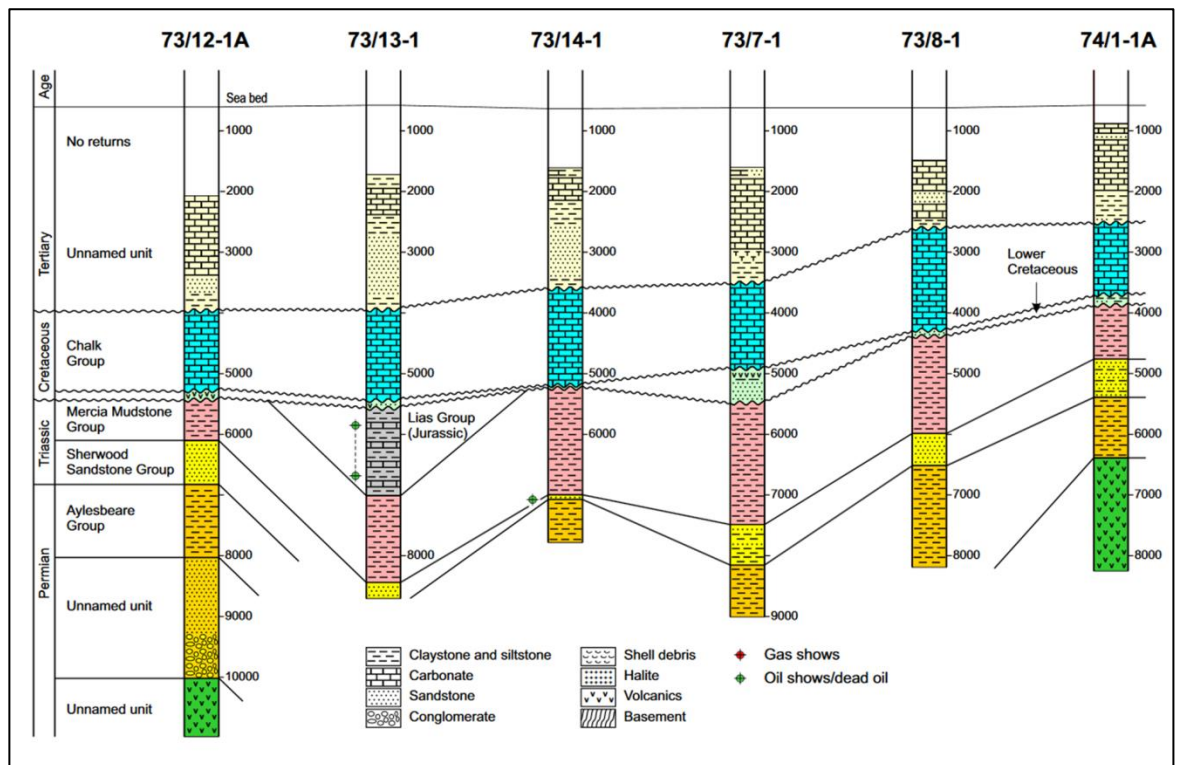 73/12-1A
73/13-1
73/14-1
73/7-1
73/8-1
74/1-1A
Age
Sea bed
1000
1000
1000
1000
1000
1000
No returns
2000
2000
2000
2000
2000
2000
Tertiary
Unnamed unit
3000
3000
3000
3000
3000
3000
Lower
Cretaceous
4000
4000
4000
4000
4000
Cretaceous
Chalk
Group
5000
5000
5000
5000
5000
5000
Triassic
Mercia Mudstone
Group
Lias Group
(Jurassic)
6000
6000
6000
6000
6000
6000
Sherwood
Sandstone Group
7000
7000
7000
7000
Permian
Aylesbeare
Group
8000
8000
8000
8000
8000
Unnamed unit
9000
9000
10000
Unnamed unit
Claystone and siltstone
Carbonate
Sandstone
Conglomerate
Shell debris
Halite
Volcanics
Basement
Gas shows
Oil shows/dead oil